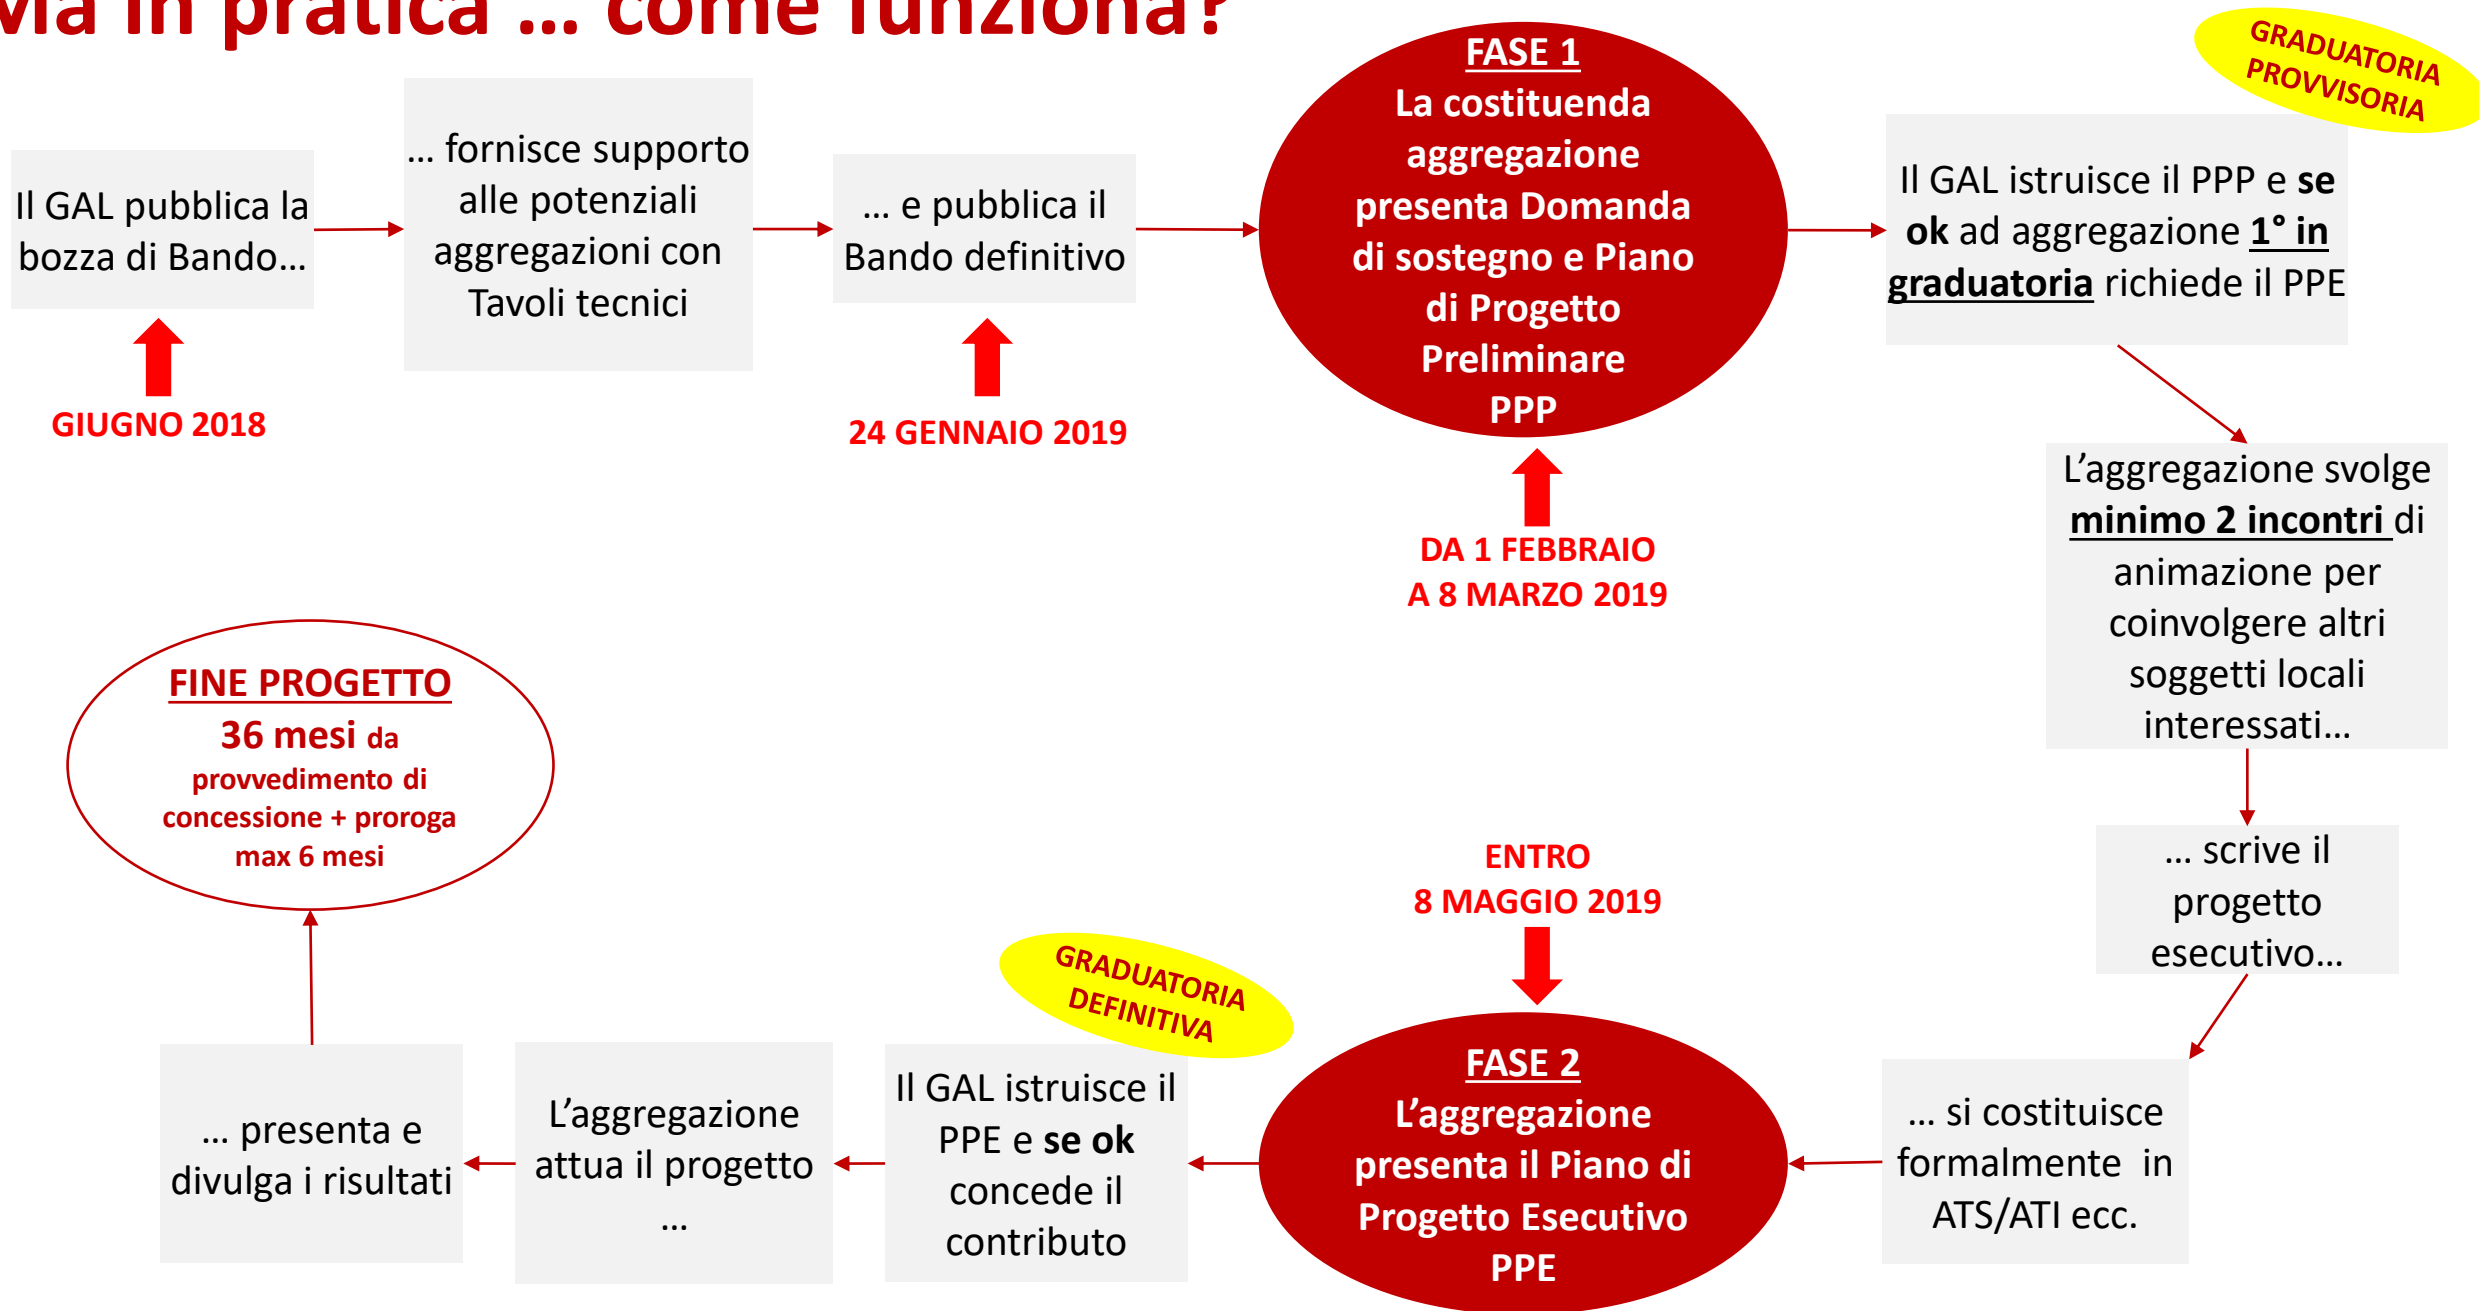 Ma in pratica … come funziona?
Il GAL pubblica la
bozza di Bando…
GIUGNO 2018
… fornisce supporto
alle potenziali
aggregazioni con
Tavoli tecnici
… e pubblica il
Bando definitivo
24 GENNAIO 2019
FASE 1
La costituenda
aggregazione
presenta Domanda
di sostegno e Piano
di Progetto
Preliminare
PPP
DA 1 FEBBRAIO
A 8 MARZO 2019
GRADUATORIA
PROVVISORIA
Il GAL istruisce il PPP e se
ok ad aggregazione 1° in
graduatoria richiede il PPE
L’aggregazione svolge
minimo 2 incontri di
animazione per
coinvolgere altri
soggetti locali
interessati…
… scrive il
progetto
esecutivo…
… si costituisce
formalmente in
ATS/ATI ecc.
ENTRO
8 MAGGIO 2019
FASE 2
L’aggregazione
presenta il Piano di
Progetto Esecutivo
PPE
GRADUATORIA
DEFINITIVA
Il GAL istruisce il
PPE e se ok
concede il
contributo
L’aggregazione
attua il progetto
…
… presenta e
divulga i risultati
FINE PROGETTO
36 mesi da
provvedimento di
concessione + proroga
max 6 mesi